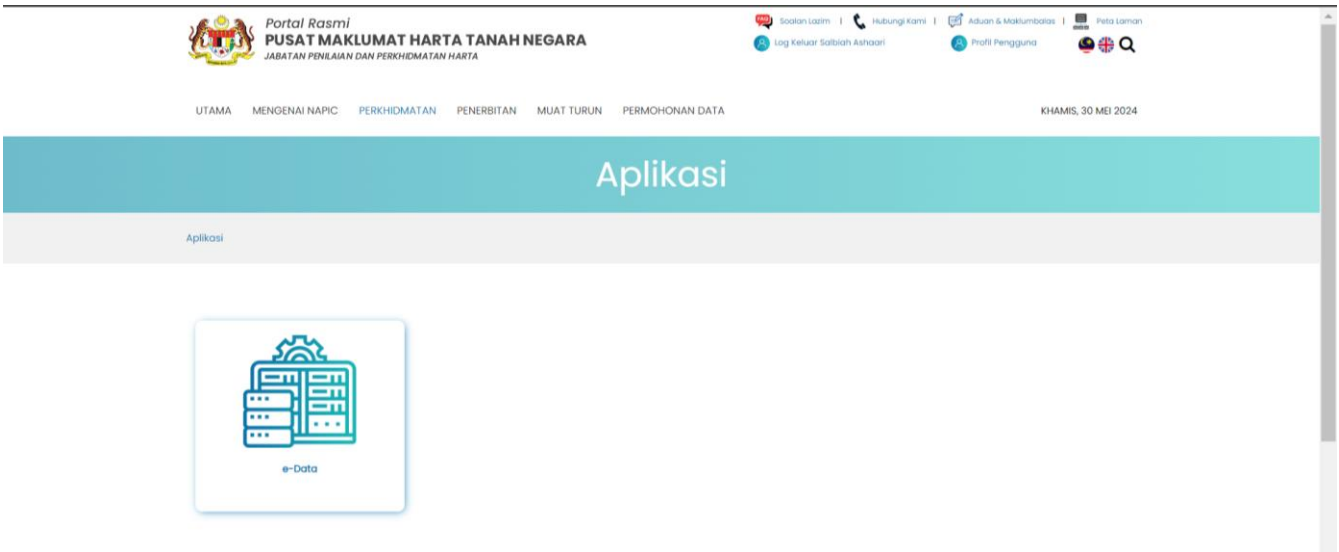 Portal Rasmi
PUSAT MAKLUMAT HARTA TANAH NEGARA
JABATAN PENILAIAN DAN PERKHIDMATAN HARTA
FAQ Soalan Lazim | Hubungi Kami | Aduan & Maklumbalas | Peta Laman
Log Keluar Salbiah Ashaari Profil Pengguna
UTAMA MENGENAI NAPIC PERKHIDMATAN PENERBITAN MUAT TURUN PERMOHONAN DATA KHAMIS, 30 MEI 2024
Aplikasi
Aplikasi
e-Data